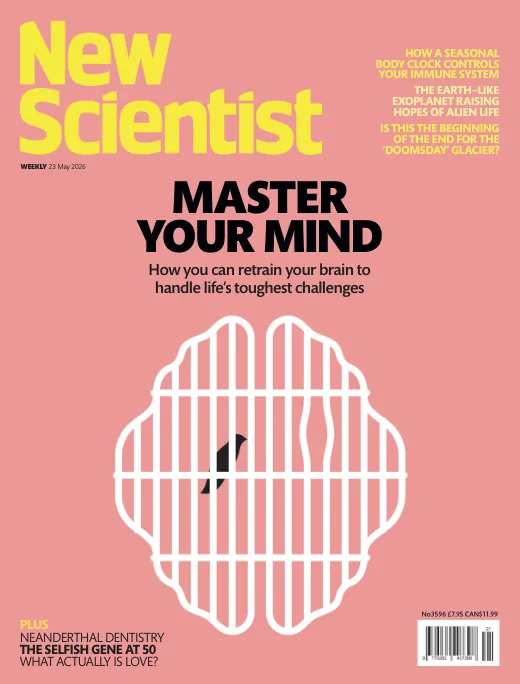 New
Scientist
WEEKLY 23 May 2026
HOW A SEASONAL
BODY CLOCK CONTROLS
YOUR IMMUNE SYSTEM
THE EARTH–LIKE
EXOPLANET RAISING
HOPES OF ALIEN LIFE
IS THIS THE BEGINNING
OF THE END FOR THE
‘DOOMSDAY’ GLACIER?
MASTER
YOUR MIND
How you can retrain your brain to
handle life’s toughest challenges
PLUS
NEANDERTHAL DENTISTRY
THE SELFISH GENE AT 50
WHAT ACTUALLY IS LOVE?
No3596 £7.95 CAN$11.99
21